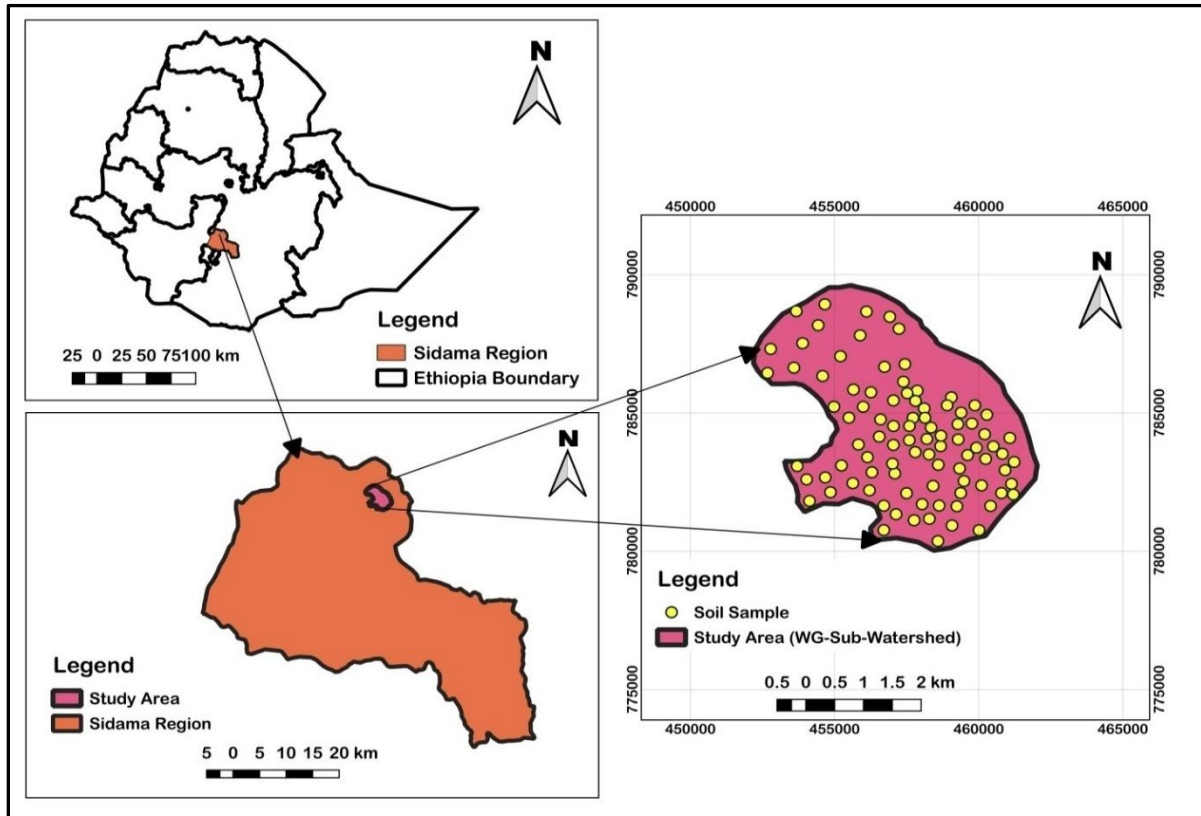 N
Legend
Sidama Region
Ethiopia Boundary
25 0 25 50 75100 km
N
Legend
Study Area
Sidama Region
5 0 5 10 15 20 km
450000 455000 460000 465000
790000 790000
N
785000 785000
780000 780000
Legend
Soil Sample
Study Area (WG-Sub-Watershed)
0.5 0 0.5 1 1.5 2 km
775000 775000
450000 455000 460000 465000